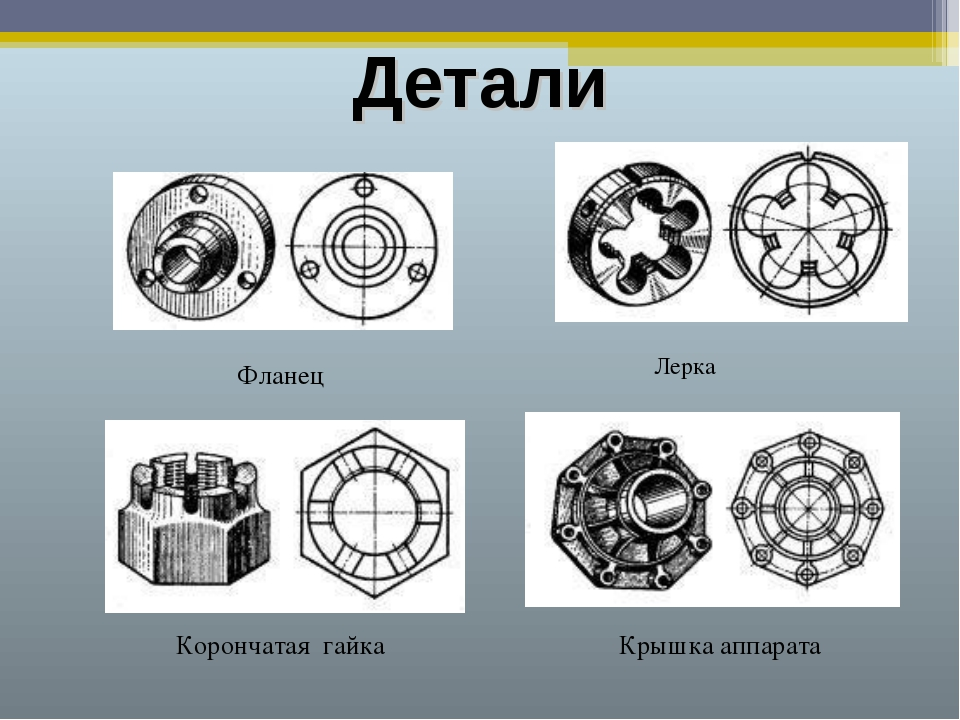 Детали
Фланец
Лерка
Корончатая гайка
Крышка аппарата